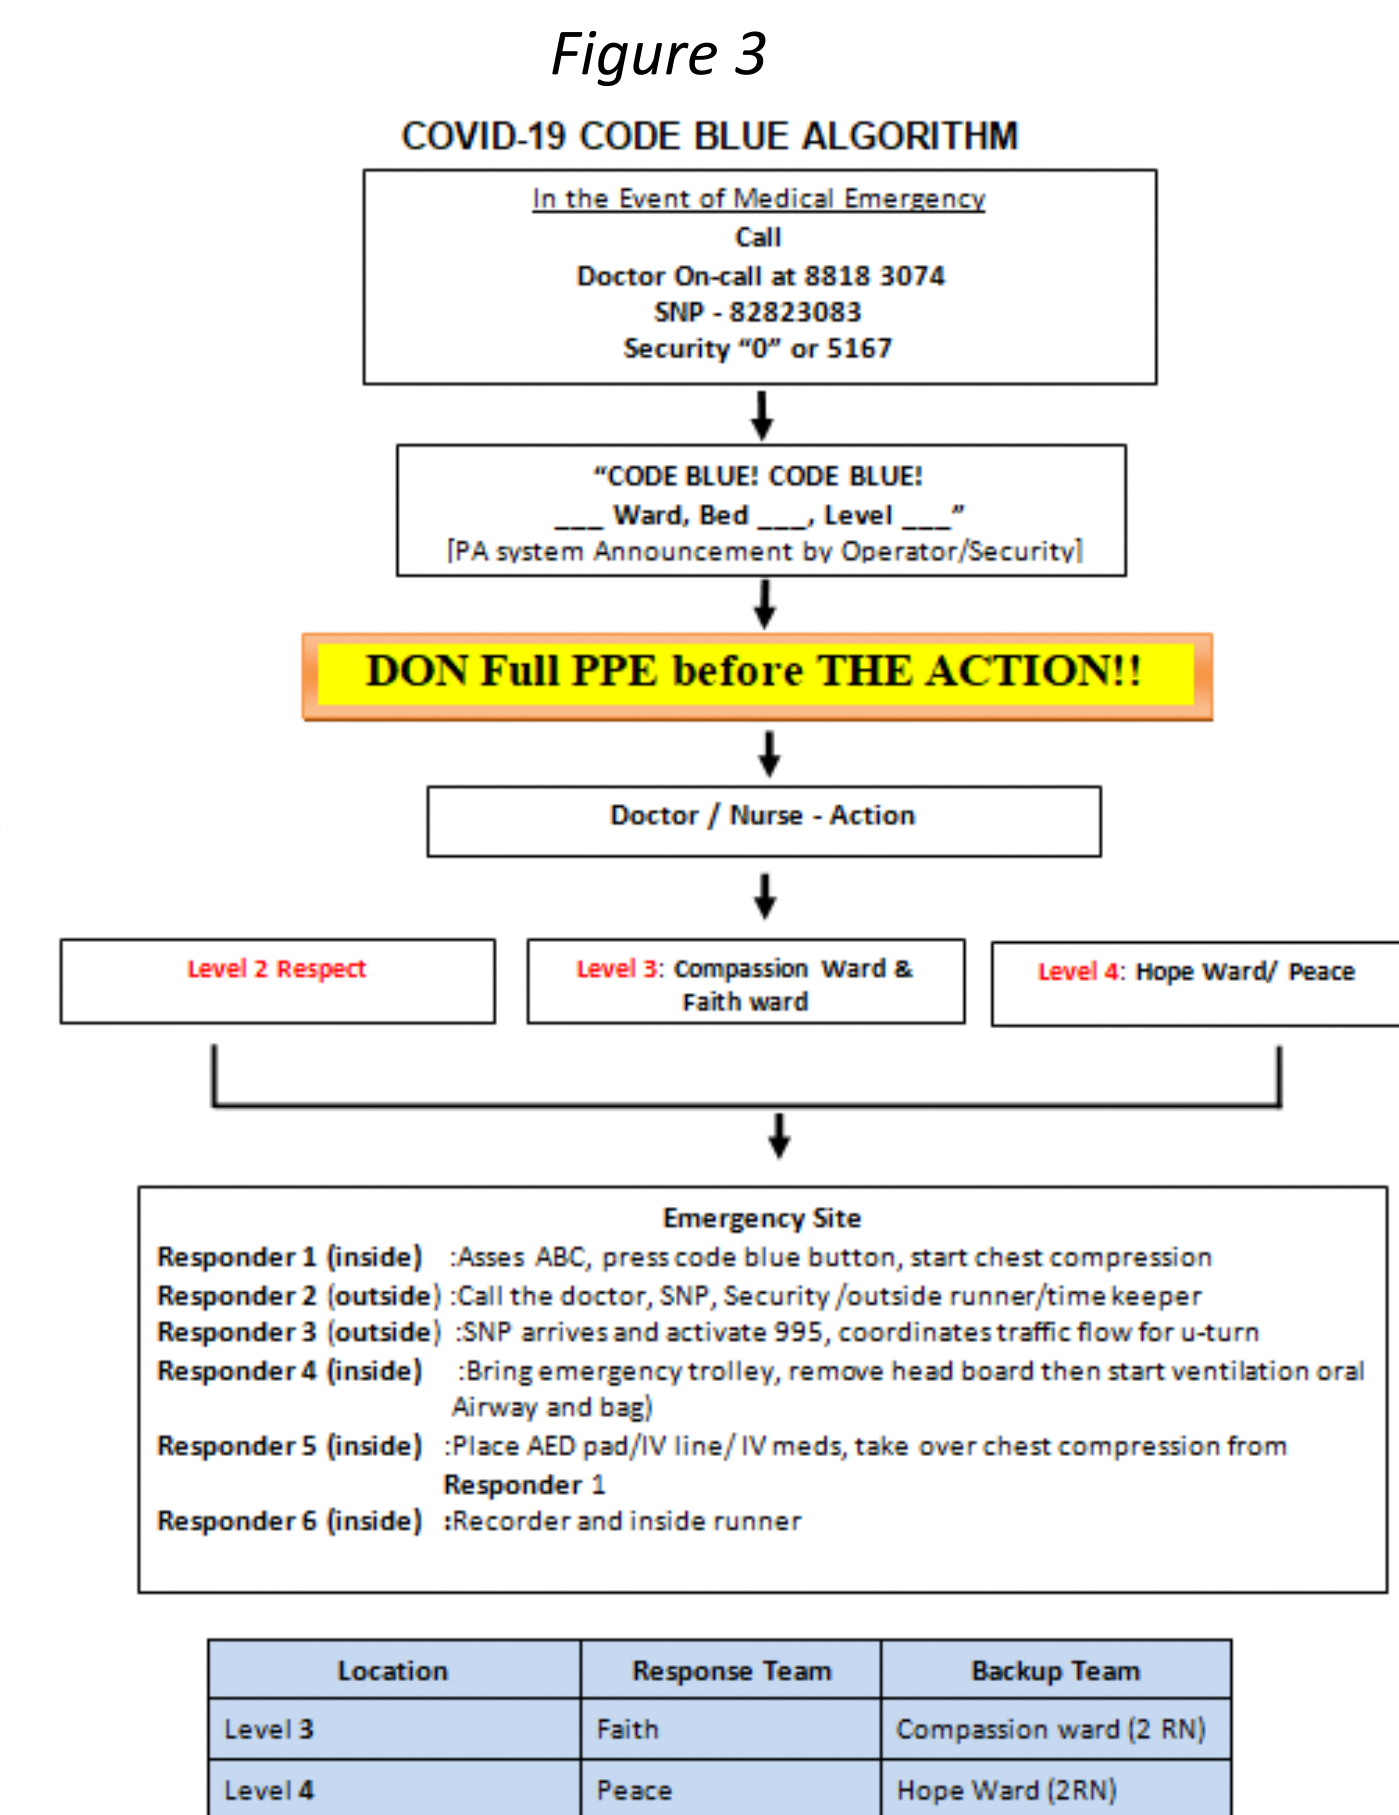 Figure 3
COVID-19 CODE BLUE ALGORITHM
In the Event of Medical Emergency
Call
Doctor On-call at 8818 3074
SNP - 82823083
Security “0” or 5167
“CODE BLUE! CODE BLUE!
___ Ward, Bed ___, Level ___”
[PA system Announcement by Operator/Security]
DON Full PPE before THE ACTION!!
Doctor / Nurse - Action
Level 2 Respect
Level 3: Compassion Ward &
Faith ward
Level 4: Hope Ward/ Peace
Emergency Site
Responder 1 (inside) :Asses ABC, press code blue button, start chest compression
Responder 2 (outside) :Call the doctor, SNP, Security /outside runner/time keeper
Responder 3 (outside) :SNP arrives and activate 995, coordinates traffic flow for u-turn
Responder 4 (inside) :Bring emergency trolley, remove head board then start ventilation oral
Airway and bag)
Responder 5 (inside) :Place AED pad/IV line/ IV meds, take over chest compression from
Responder 1
Responder 6 (inside) :Recorder and inside runner
Location Response Team Backup Team
Level 3 Faith Compassion ward (2 RN)
Level 4 Peace Hope Ward (2RN)